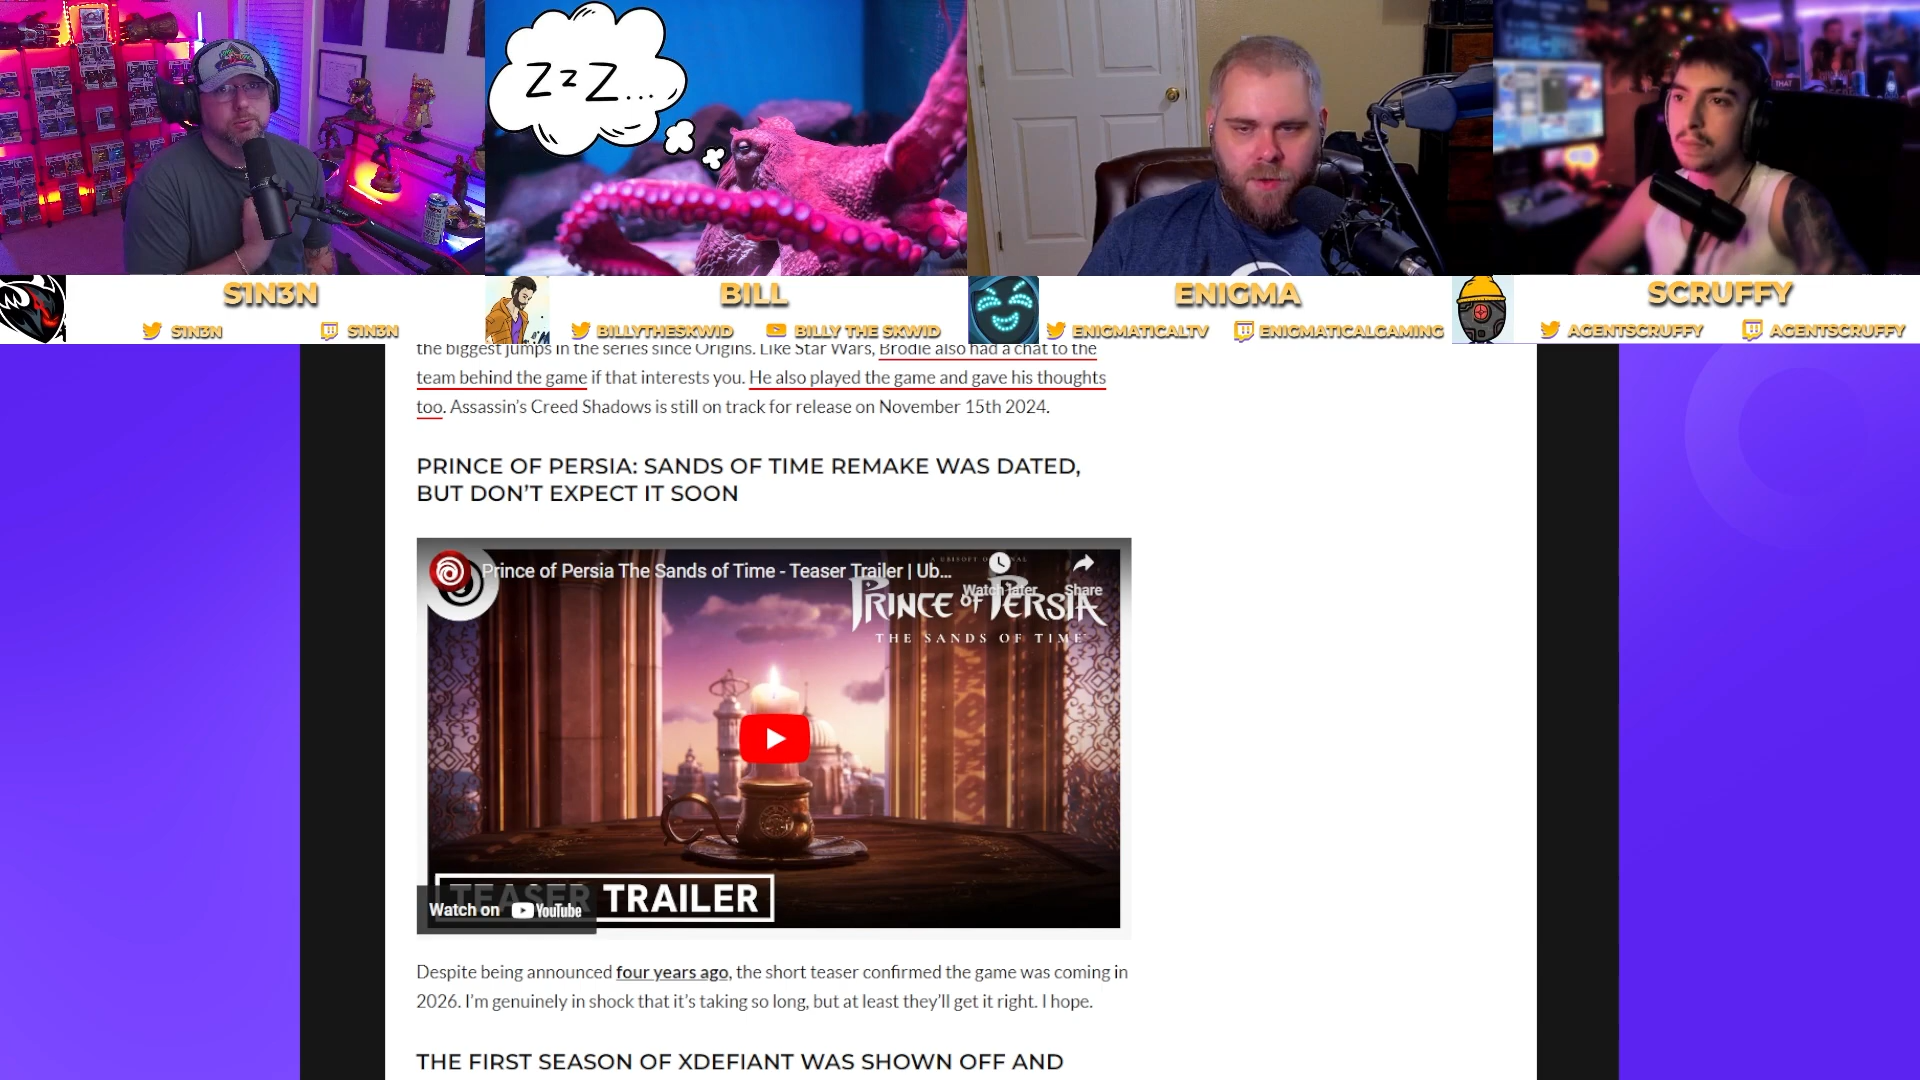 ZzZ...
S1N3N
S1N3N
S1N3N
BILL
BILLYTHESKWID
BILLY THE SKWID
ENIGMA
ENIGMATICALTV
ENIGMATICALGAMING
SCRUFFY
AGENTSCRUFFY
AGENTSCRUFFY
the biggest jumps in the series since Origins. Like Star Wars, Brodie also had a chat to the
team behind the game if that interests you. He also played the game and gave his thoughts
too. Assassin's Creed Shadows is still on track for release on November 15th 2024.
PRINCE OF PERSIA: SANDS OF TIME REMAKE WAS DATED,
BUT DON'T EXPECT IT SOON
Prince of Persia The Sands of Time - Teaser Trailer | Ub...
Watch later
Share
A UBISOFT ORIGINAL
PRINCE OF PERSIA
THE SANDS OF TIME
TEASER TRAILER
Watch on YouTube
Despite being announced four years ago, the short teaser confirmed the game was coming in
2026. I'm genuinely in shock that it's taking so long, but at least they'll get it right. I hope.
THE FIRST SEASON OF XDEFIANT WAS SHOWN OFF AND